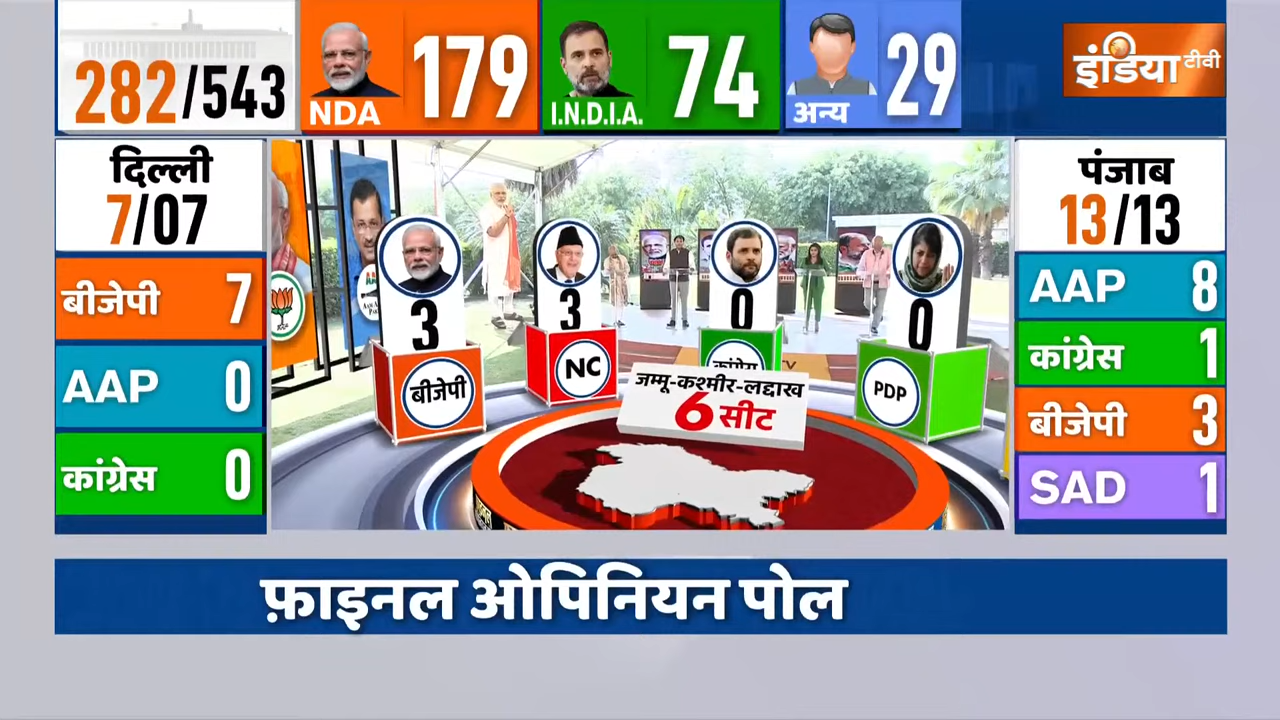 282/543
NDA
179
I.N.D.I.A.
74
अन्य
29
इंडिया टीवी
दिल्ली
7/07
बीजेपी 7
AAP 0
कांग्रेस 0
3
बीजेपी
3
NC
0
कांग्रेस
0
PDP
जम्मू-कश्मीर-लद्दाख
6 सीट
पंजाब
13/13
AAP 8
कांग्रेस 1
बीजेपी 3
SAD 1
फ़ाइनल ओपिनियन पोल